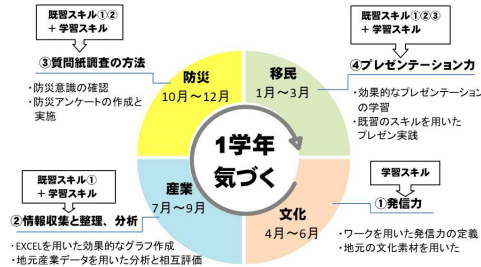 既習スキル①②
+ 学習スキル
③質問紙調査の方法
・防災意識の確認
・防災アンケートの作成と
実施
防災
10月～12月
移民
1月～3月
既習スキル①②③
+ 学習スキル
④プレゼンテーション力
・効果的なプレゼンテーション
の学習
・既習のスキルを用いた
プレゼン実践
1学年
気づく
既習スキル①
+ 学習スキル
②情報収集と整理、分析
・EXCELを用いた効果的なグラフ作成
・地元産業データを用いた分析と相互評価
産業
7月～9月
文化
4月～6月
学習スキル
①発信力
・ワークを用いた発信力の定義
・地元の文化素材を用いた